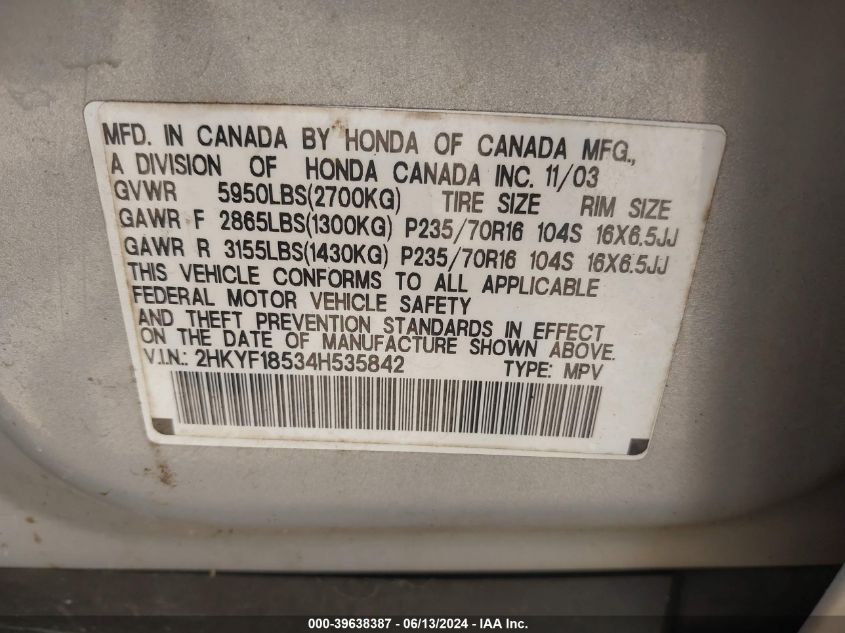 MFD. IN CANADA BY HONDA OF CANADA MFG.,
A DIVISION OF HONDA CANADA INC. 11/03
GVWR 5950LBS(2700KG) TIRE SIZE RIM SIZE
GAWR F 2865LBS(1300KG) P235/70R16 104S 16X6.5JJ
GAWR R 3155LBS(1430KG) P235/70R16 104S 16X6.5JJ
THIS VEHICLE CONFORMS TO ALL APPLICABLE
FEDERAL MOTOR VEHICLE SAFETY
AND THEFT PREVENTION STANDARDS IN EFFECT
ON THE DATE OF MANUFACTURE SHOWN ABOVE.
V.I.N.: 2HKYF18534H535842 TYPE: MPV
000-39638387 - 06/13/2024 - IAA Inc.